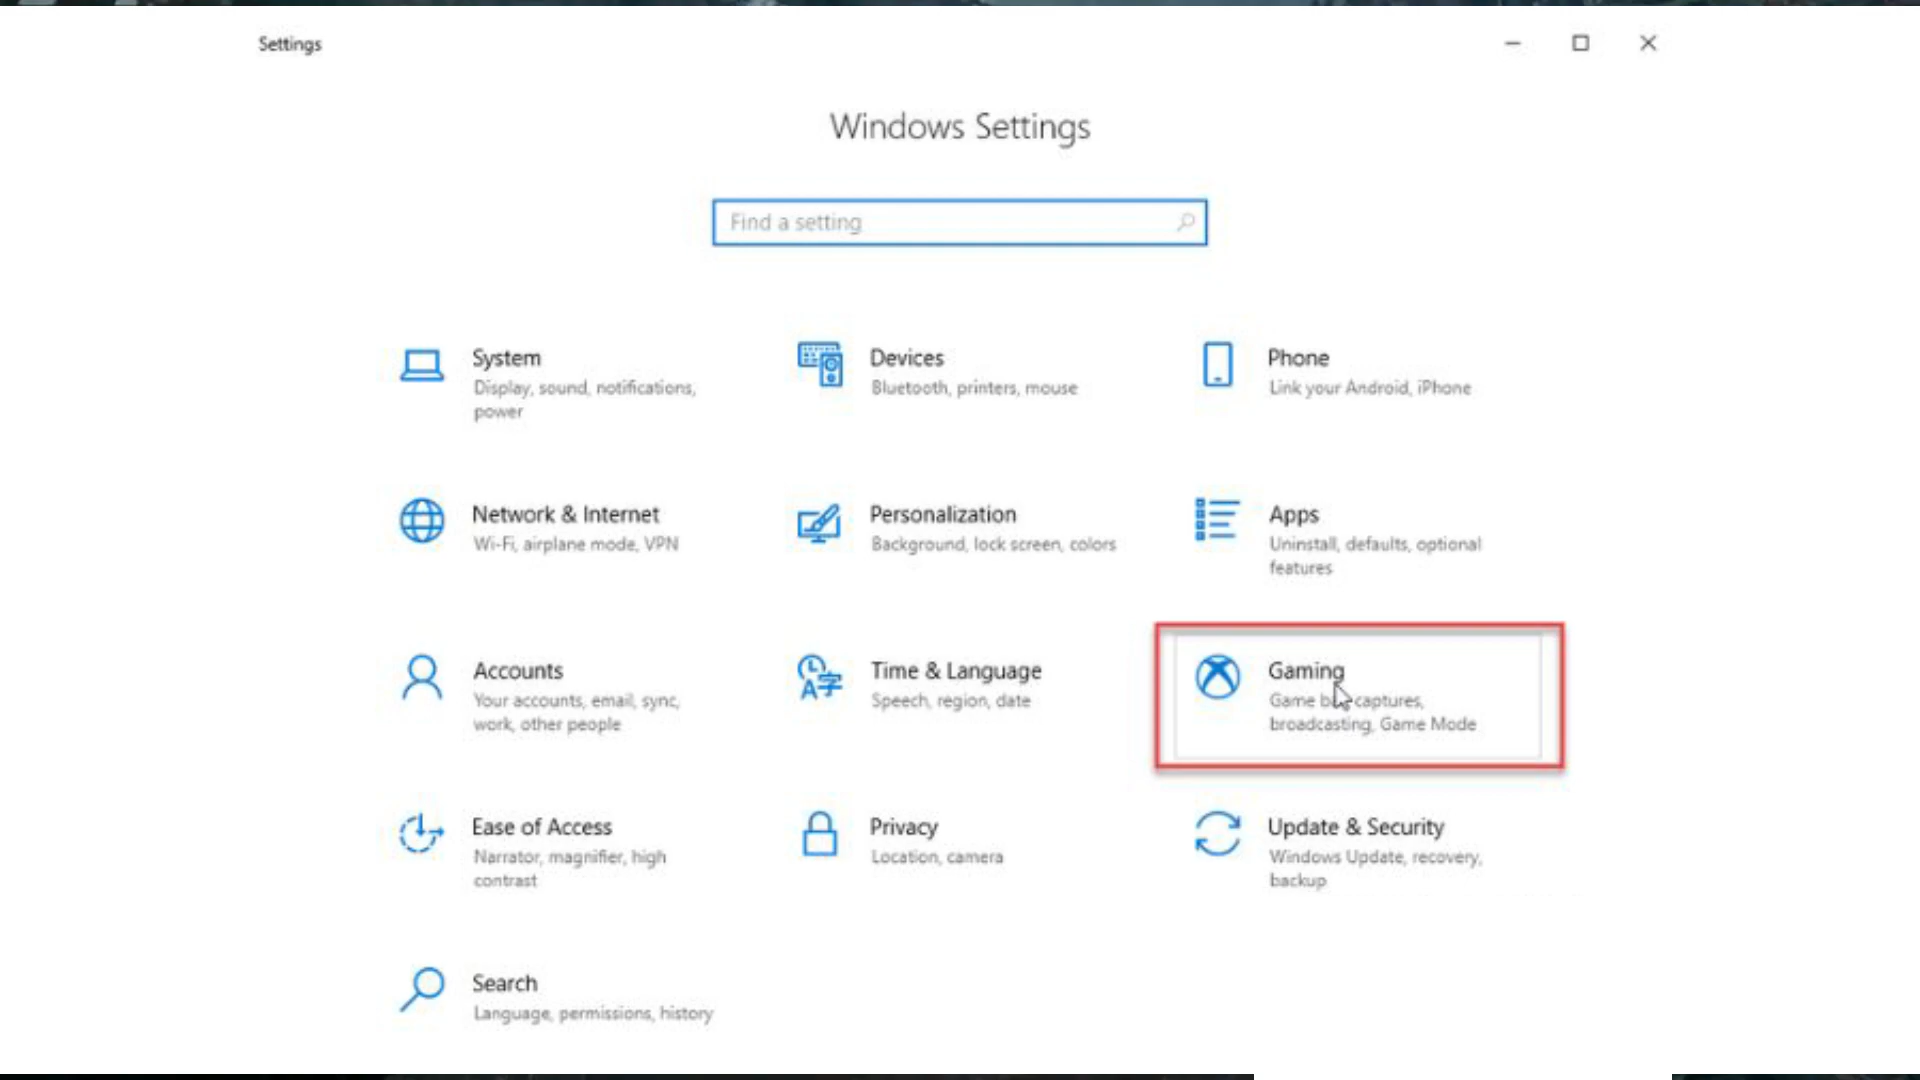 Settings
Windows Settings
Find a setting
System
Display, sound, notifications,
power
Devices
Bluetooth, printers, mouse
Phone
Link your Android, iPhone
Network & Internet
Wi-Fi, airplane mode, VPN
Personalization
Background, lock screen, colors
Apps
Uninstall, defaults, optional
features
Accounts
Your accounts, email, sync,
work, other people
Time & Language
Speech, region, date
Gaming
Game captures,
broadcasting, Game Mode
Ease of Access
Narrator, magnifier, high
contrast
Privacy
Location, camera
Update & Security
Windows Update, recovery,
backup
Search
Language, permissions, history